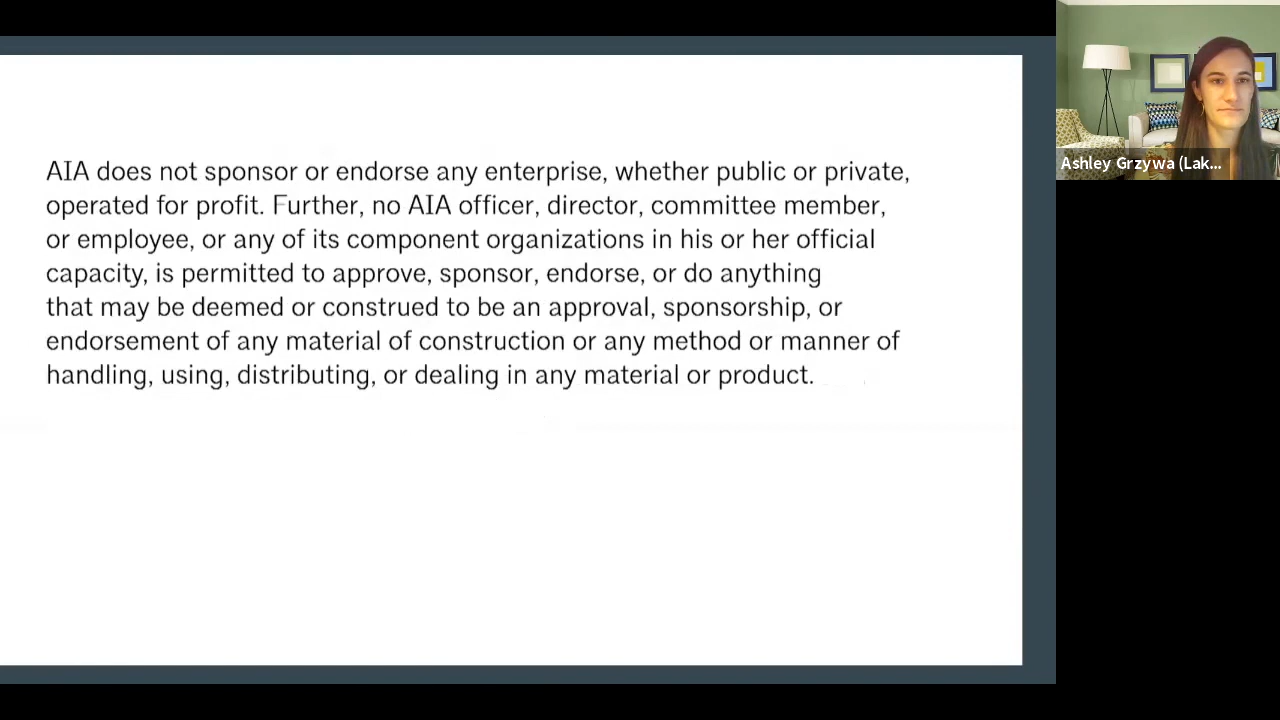 AIA does not sponsor or endorse any enterprise, whether public or private,
operated for profit. Further, no AIA officer, director, committee member,
or employee, or any of its component organizations in his or her official
capacity, is permitted to approve, sponsor, endorse, or do anything
that may be deemed or construed to be an approval, sponsorship, or
endorsement of any material of construction or any method or manner of
handling, using, distributing, or dealing in any material or product.
Ashley Grzywa (Lak...